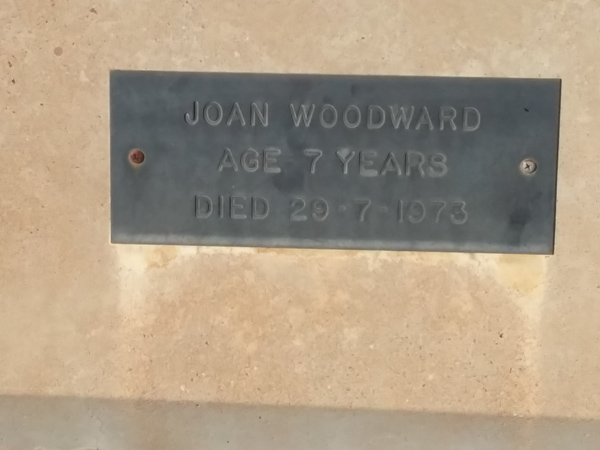 JOAN WOODWARD
AGE 7 YEARS
DIED 29-7-1973